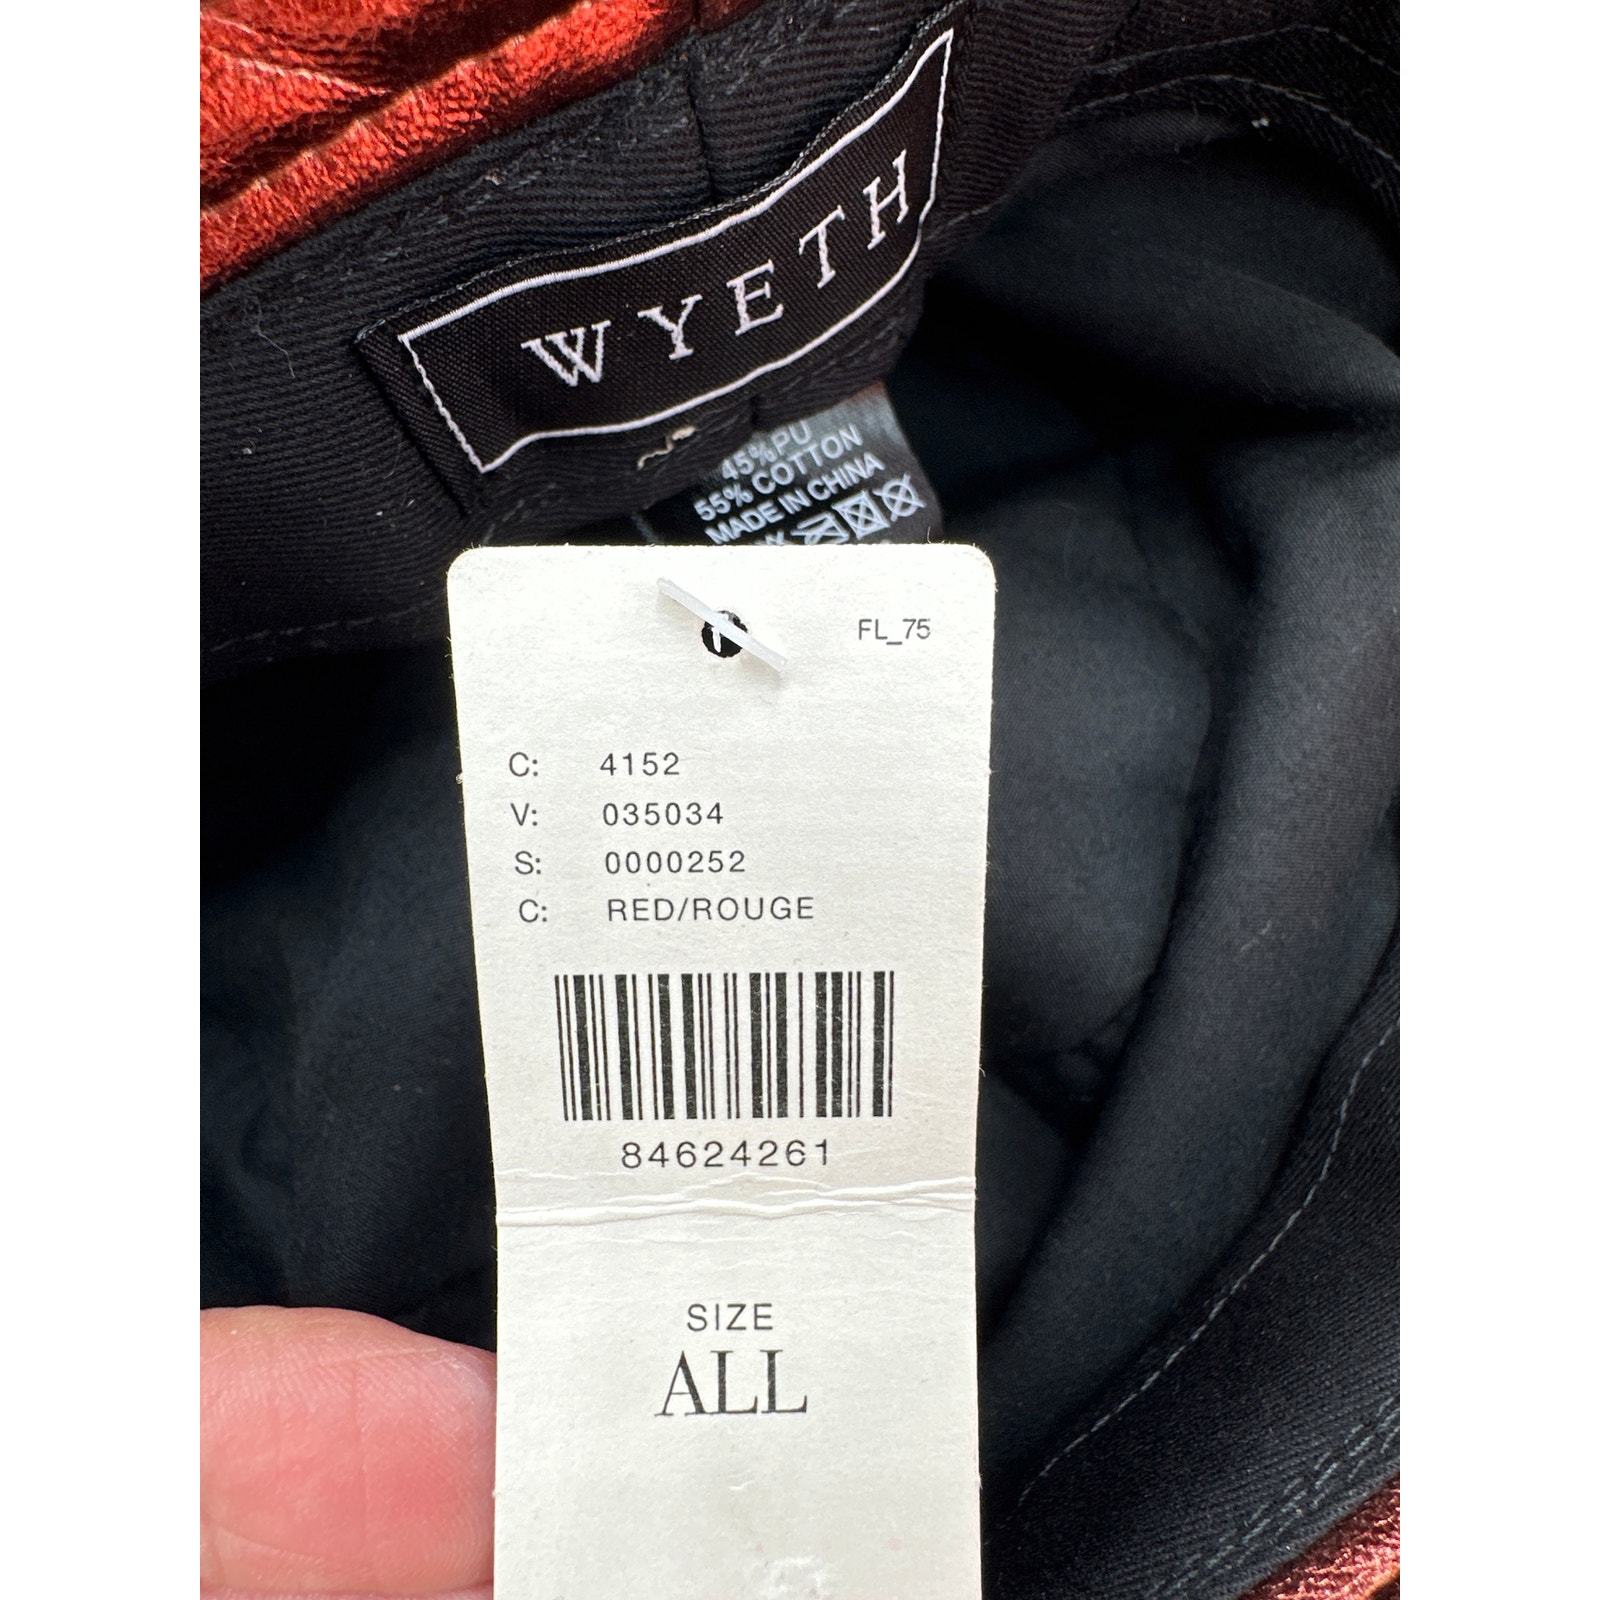 WYETH
45% PU
55% COTTON
MADE IN CHINA
FL_75
C: 4152
V: 035034
S: 0000252
C: RED/ROUGE
84624261
SIZE
ALL